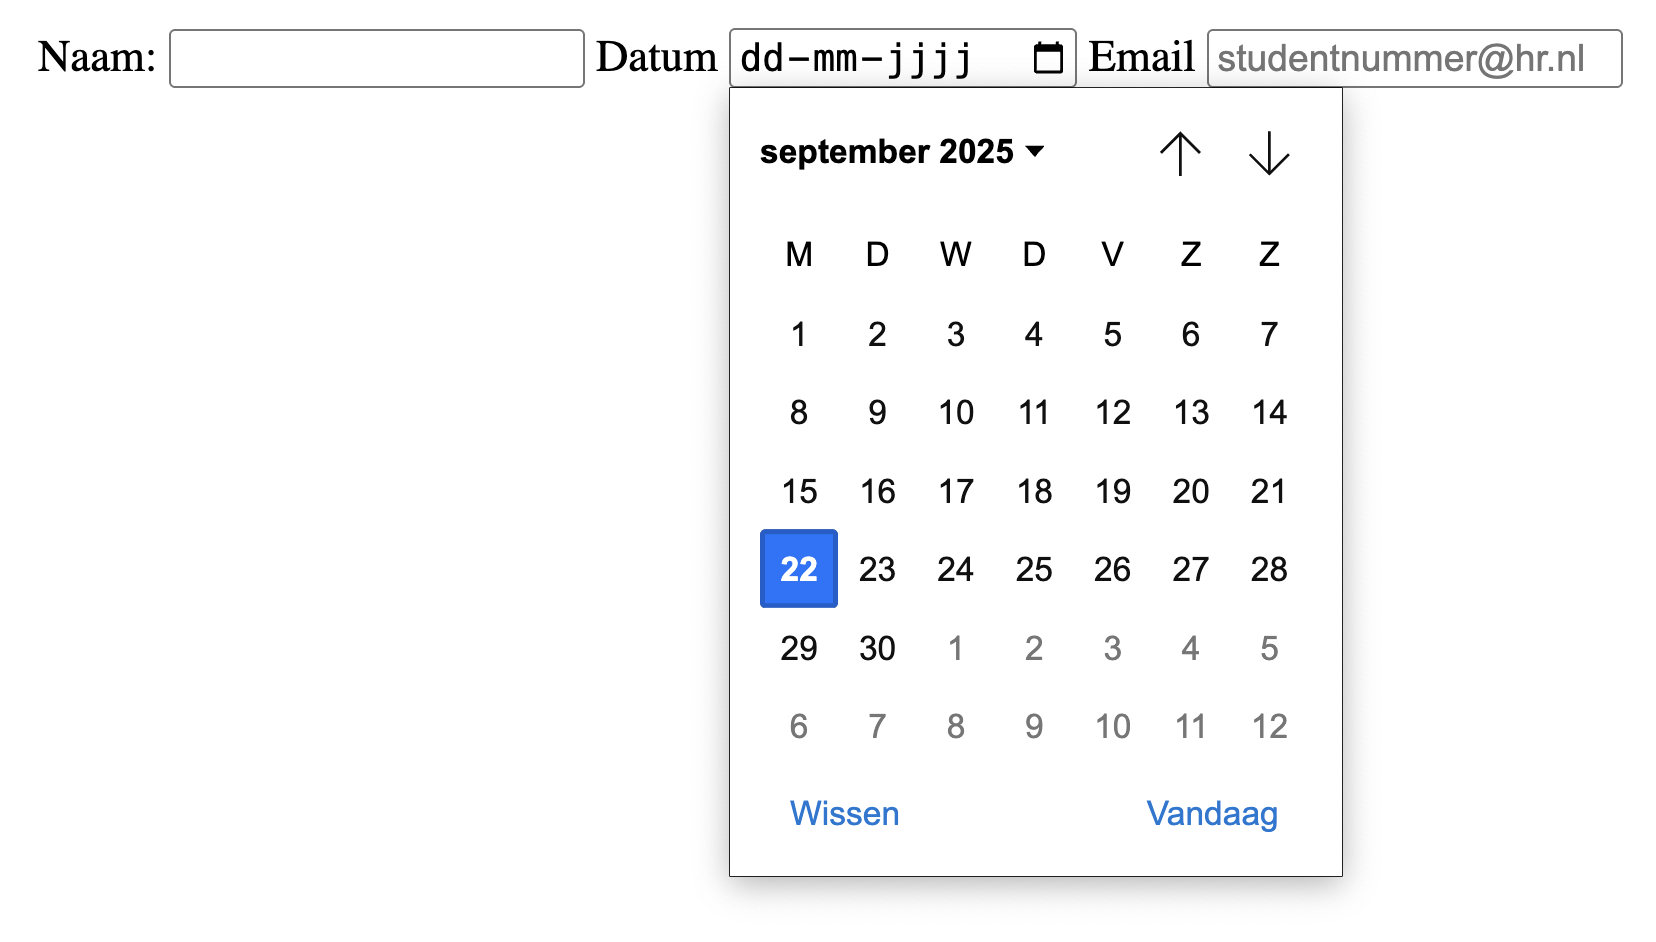 Naam: Datum dd-mm-jjjj Email studentnummer@hr.nl
september 2025
M D W D V Z Z
1 2 3 4 5 6 7
8 9 10 11 12 13 14
15 16 17 18 19 20 21
22 23 24 25 26 27 28
29 30 1 2 3 4 5
6 7 8 9 10 11 12
Wissen Vandaag